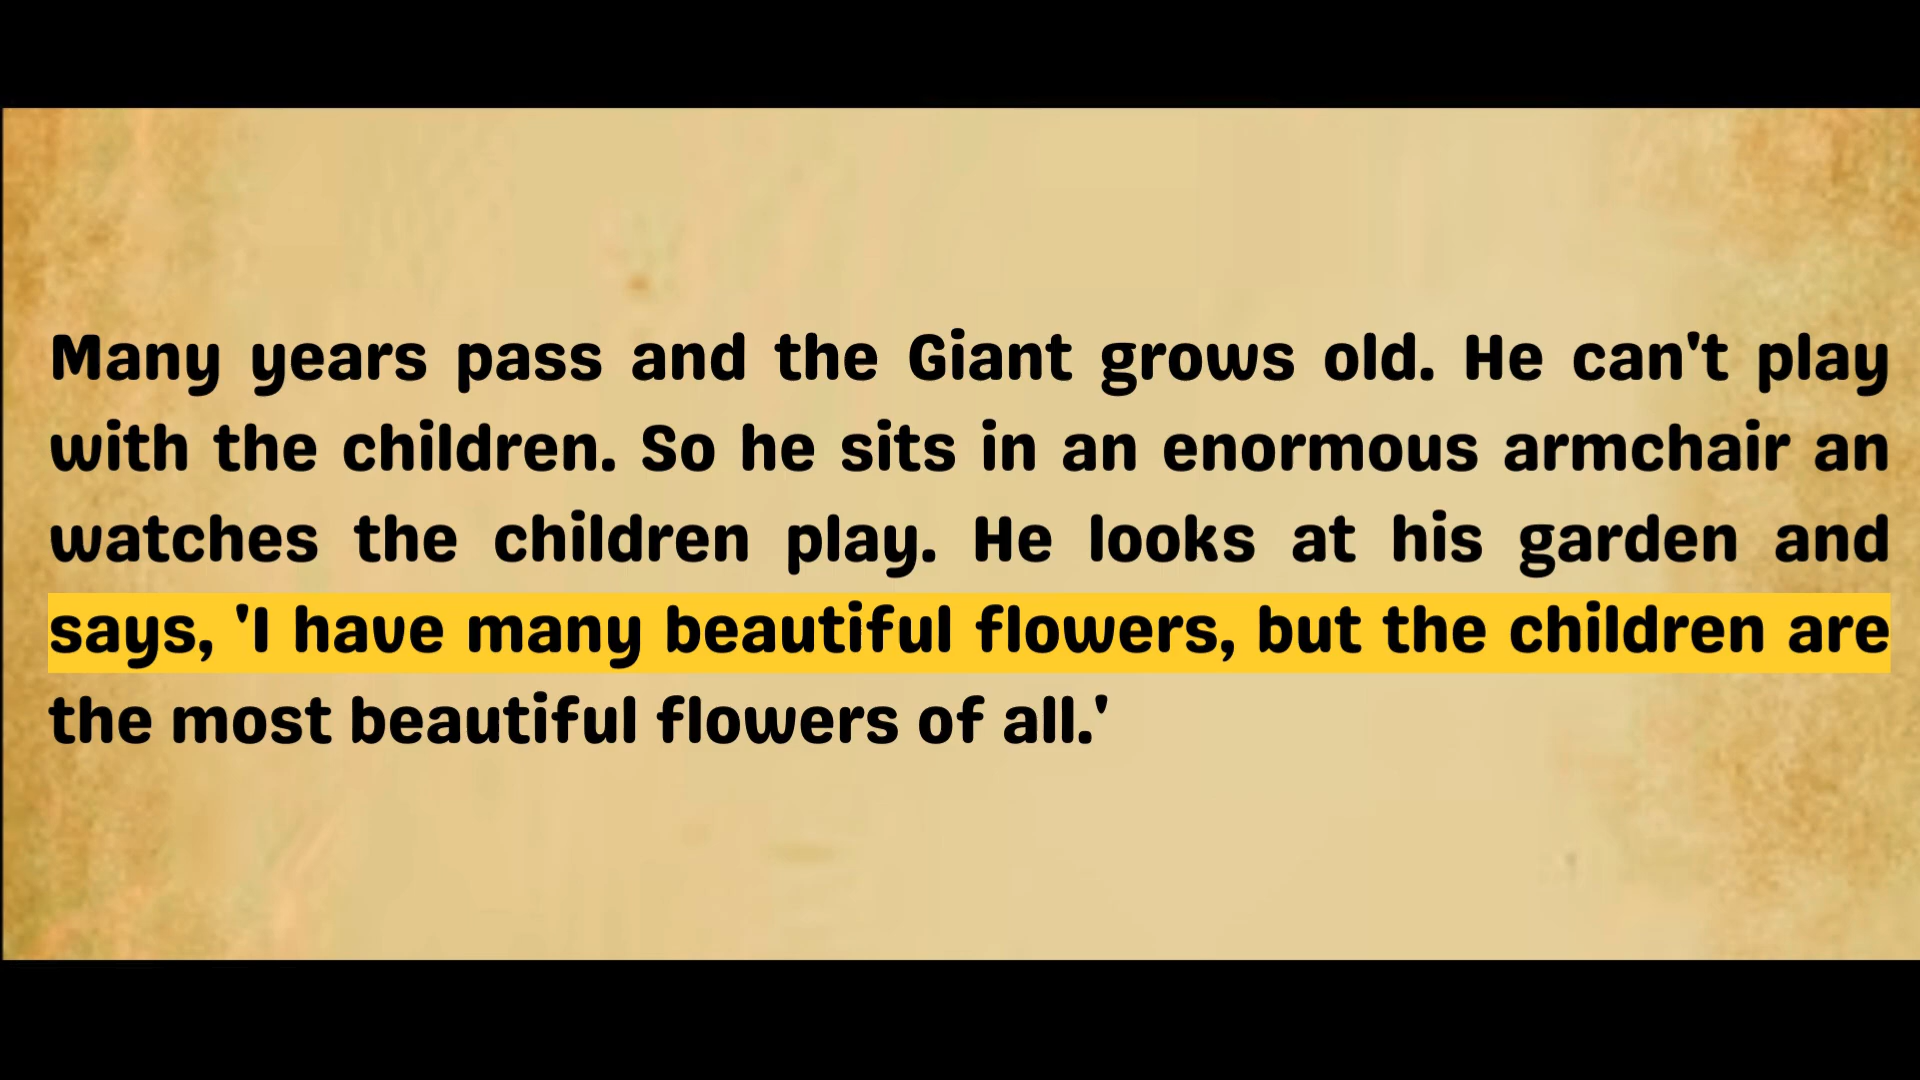 Many years pass and the Giant grows old. He can't play
with the children. So he sits in an enormous armchair an
watches the children play. He looks at his garden and
says, 'I have many beautiful flowers, but the children are
the most beautiful flowers of all.'